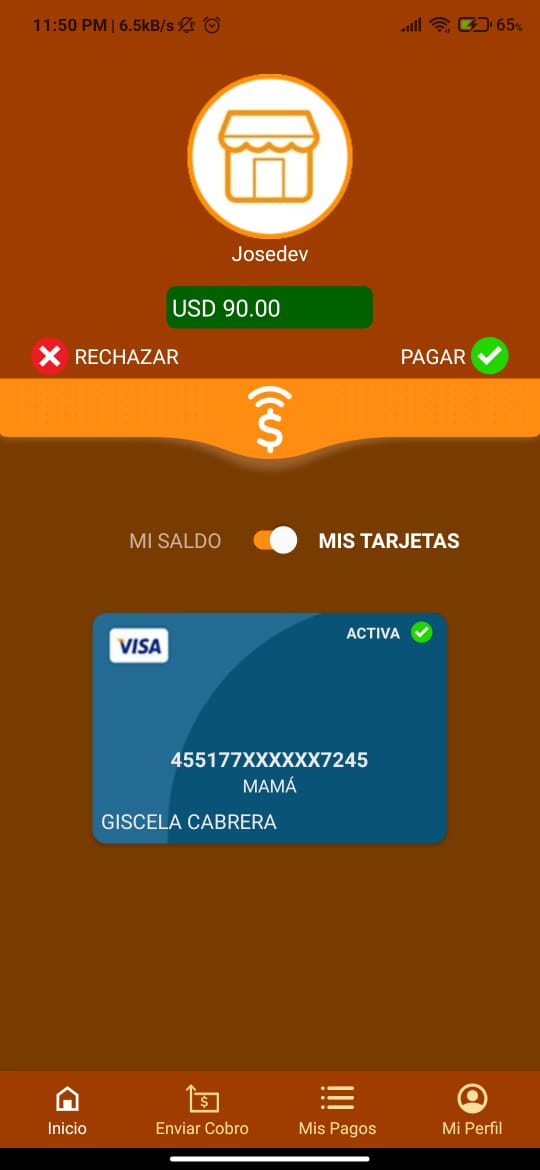 11:50 PM | 6.5kB/s 65%
Josedev
USD 90.00
RECHAZAR PAGAR
$
MI SALDO MIS TARJETAS
VISA ACTIVA
455177XXXXXX7245
MAMÁ
GISCELA CABRERA
$
Inicio Enviar Cobro Mis Pagos Mi Perfil